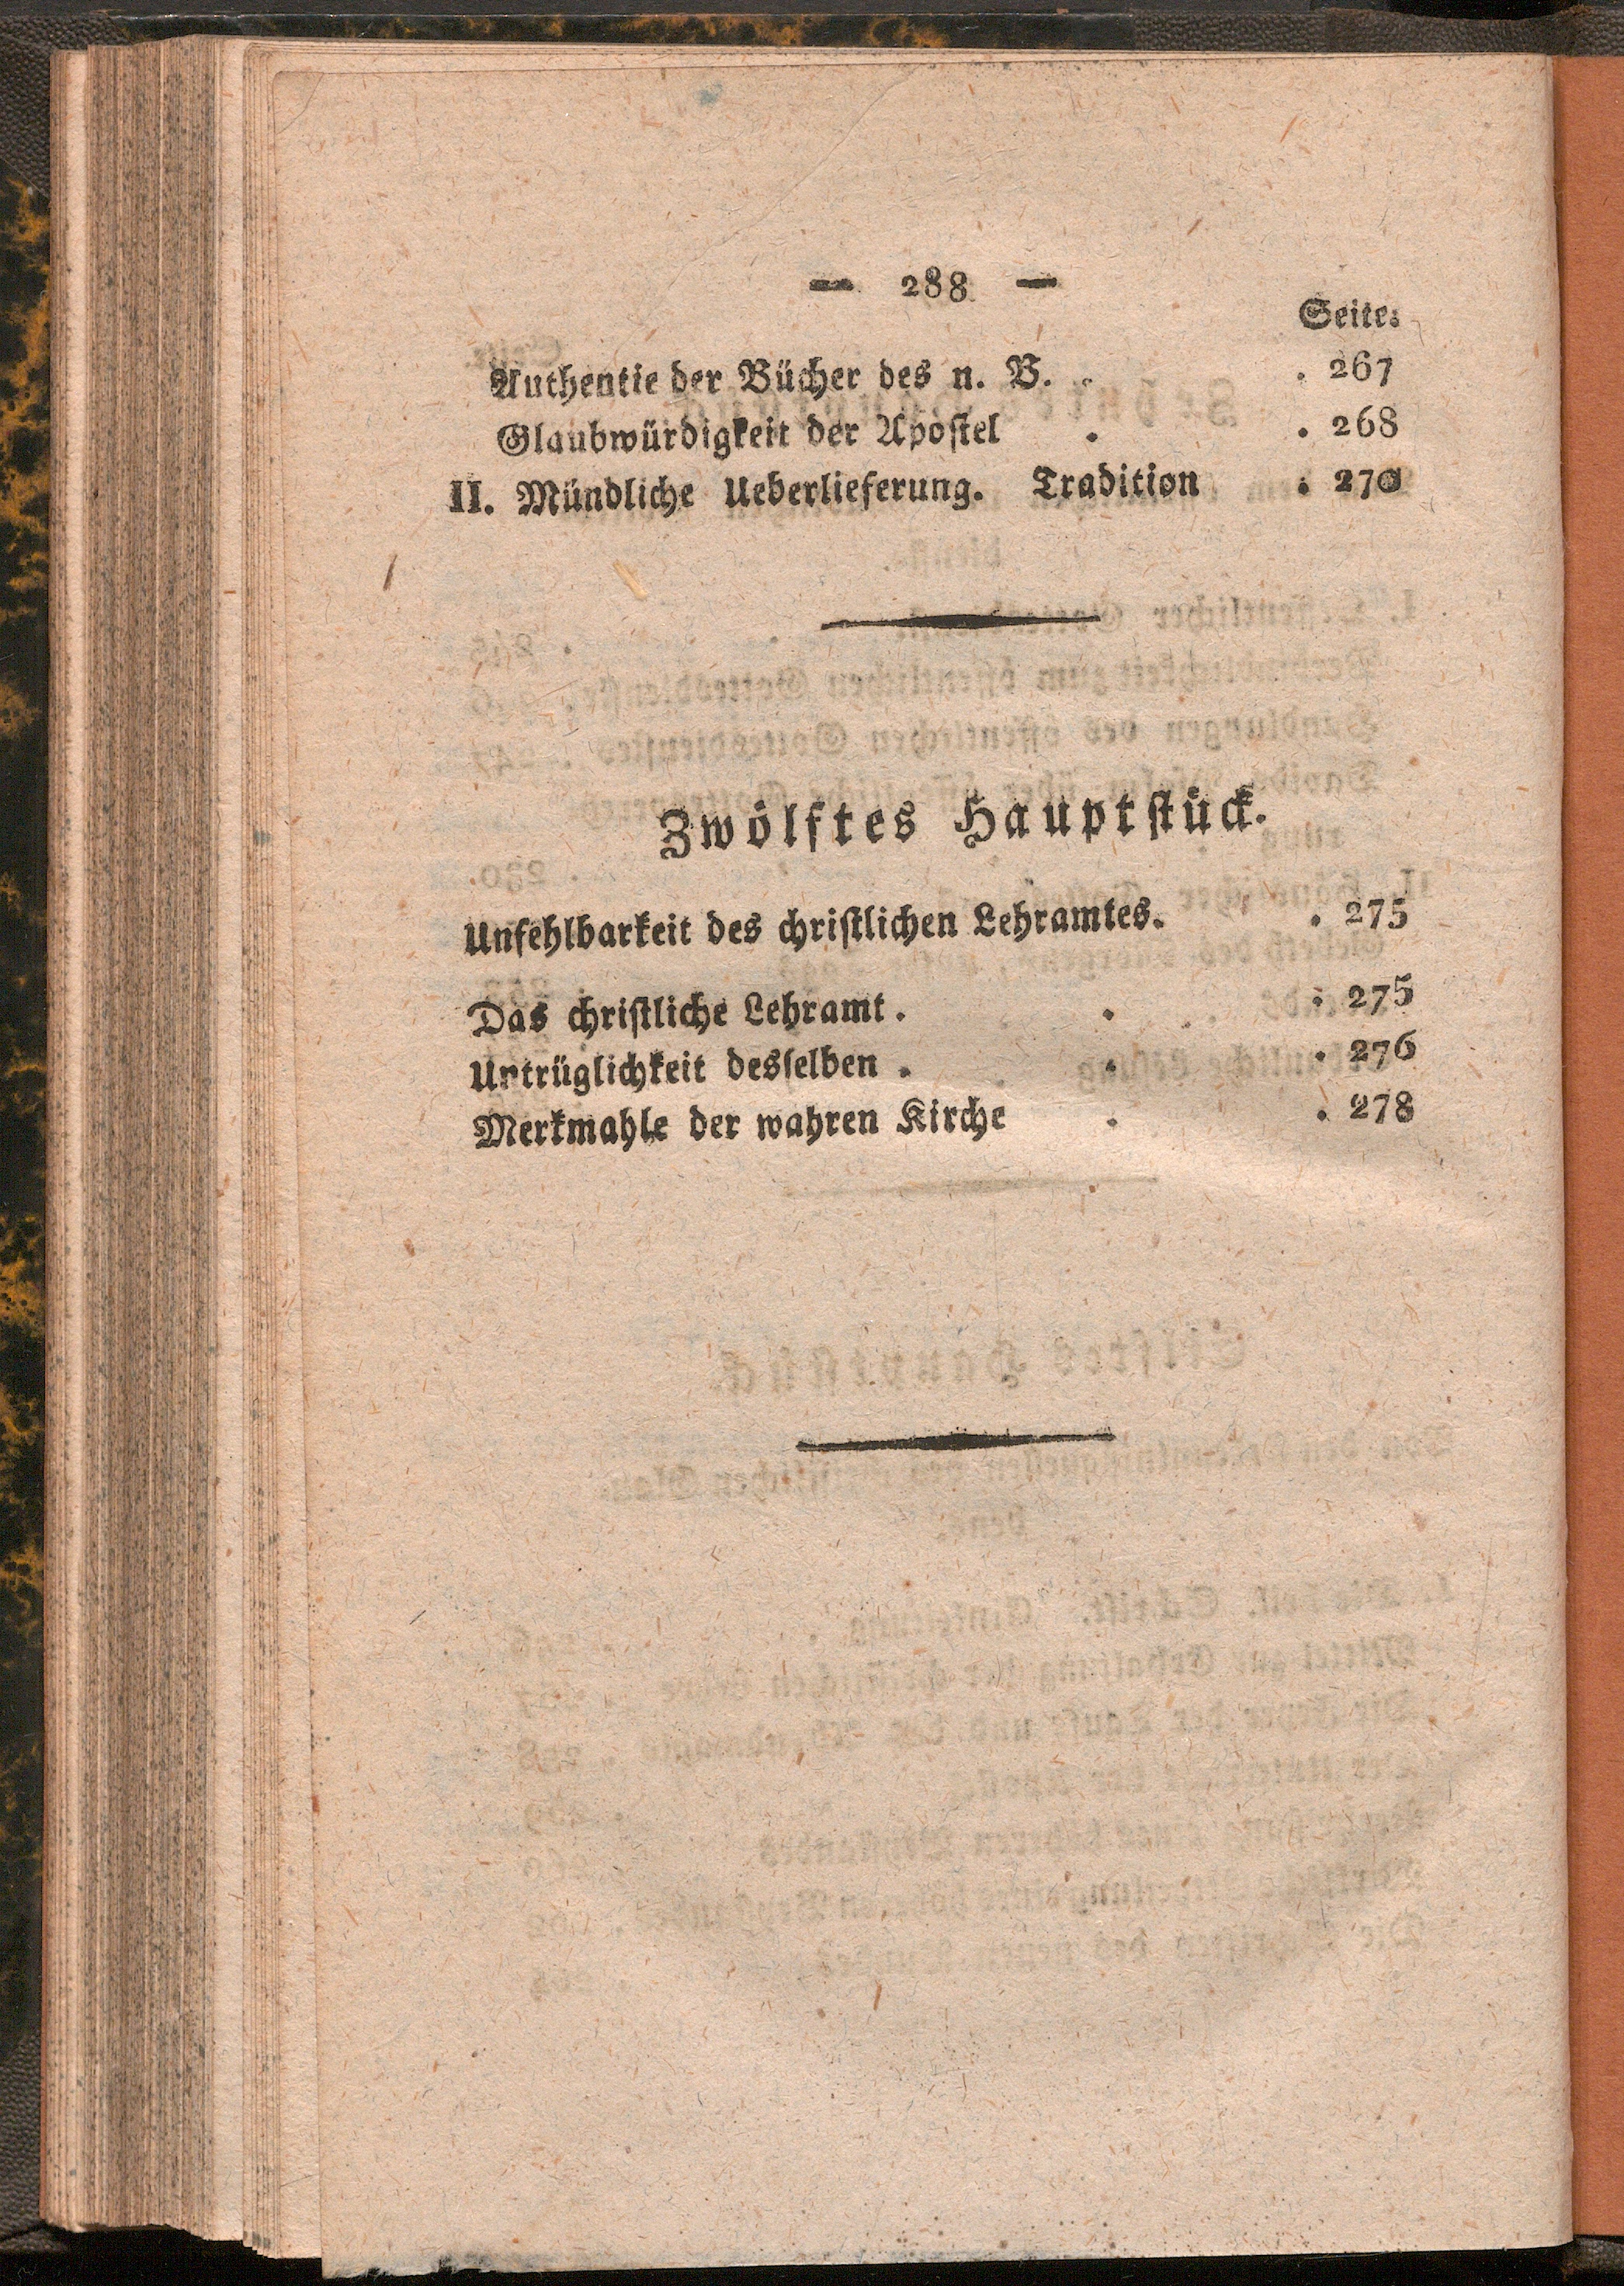 — 288 —
Seite.
Authentie der Bücher des n. B. . . 267
Glaubwürdigkeit der Apostel . . 268
II. Mündliche Ueberlieferung. Tradition . 270
Zwölftes Hauptstück.
Unfehlbarkeit des christlichen Lehramtes. . 275
Das christliche Lehramt . . . 275
Untrüglichkeit desselben . . . 276
Merkmahle der wahren Kirche . . 278